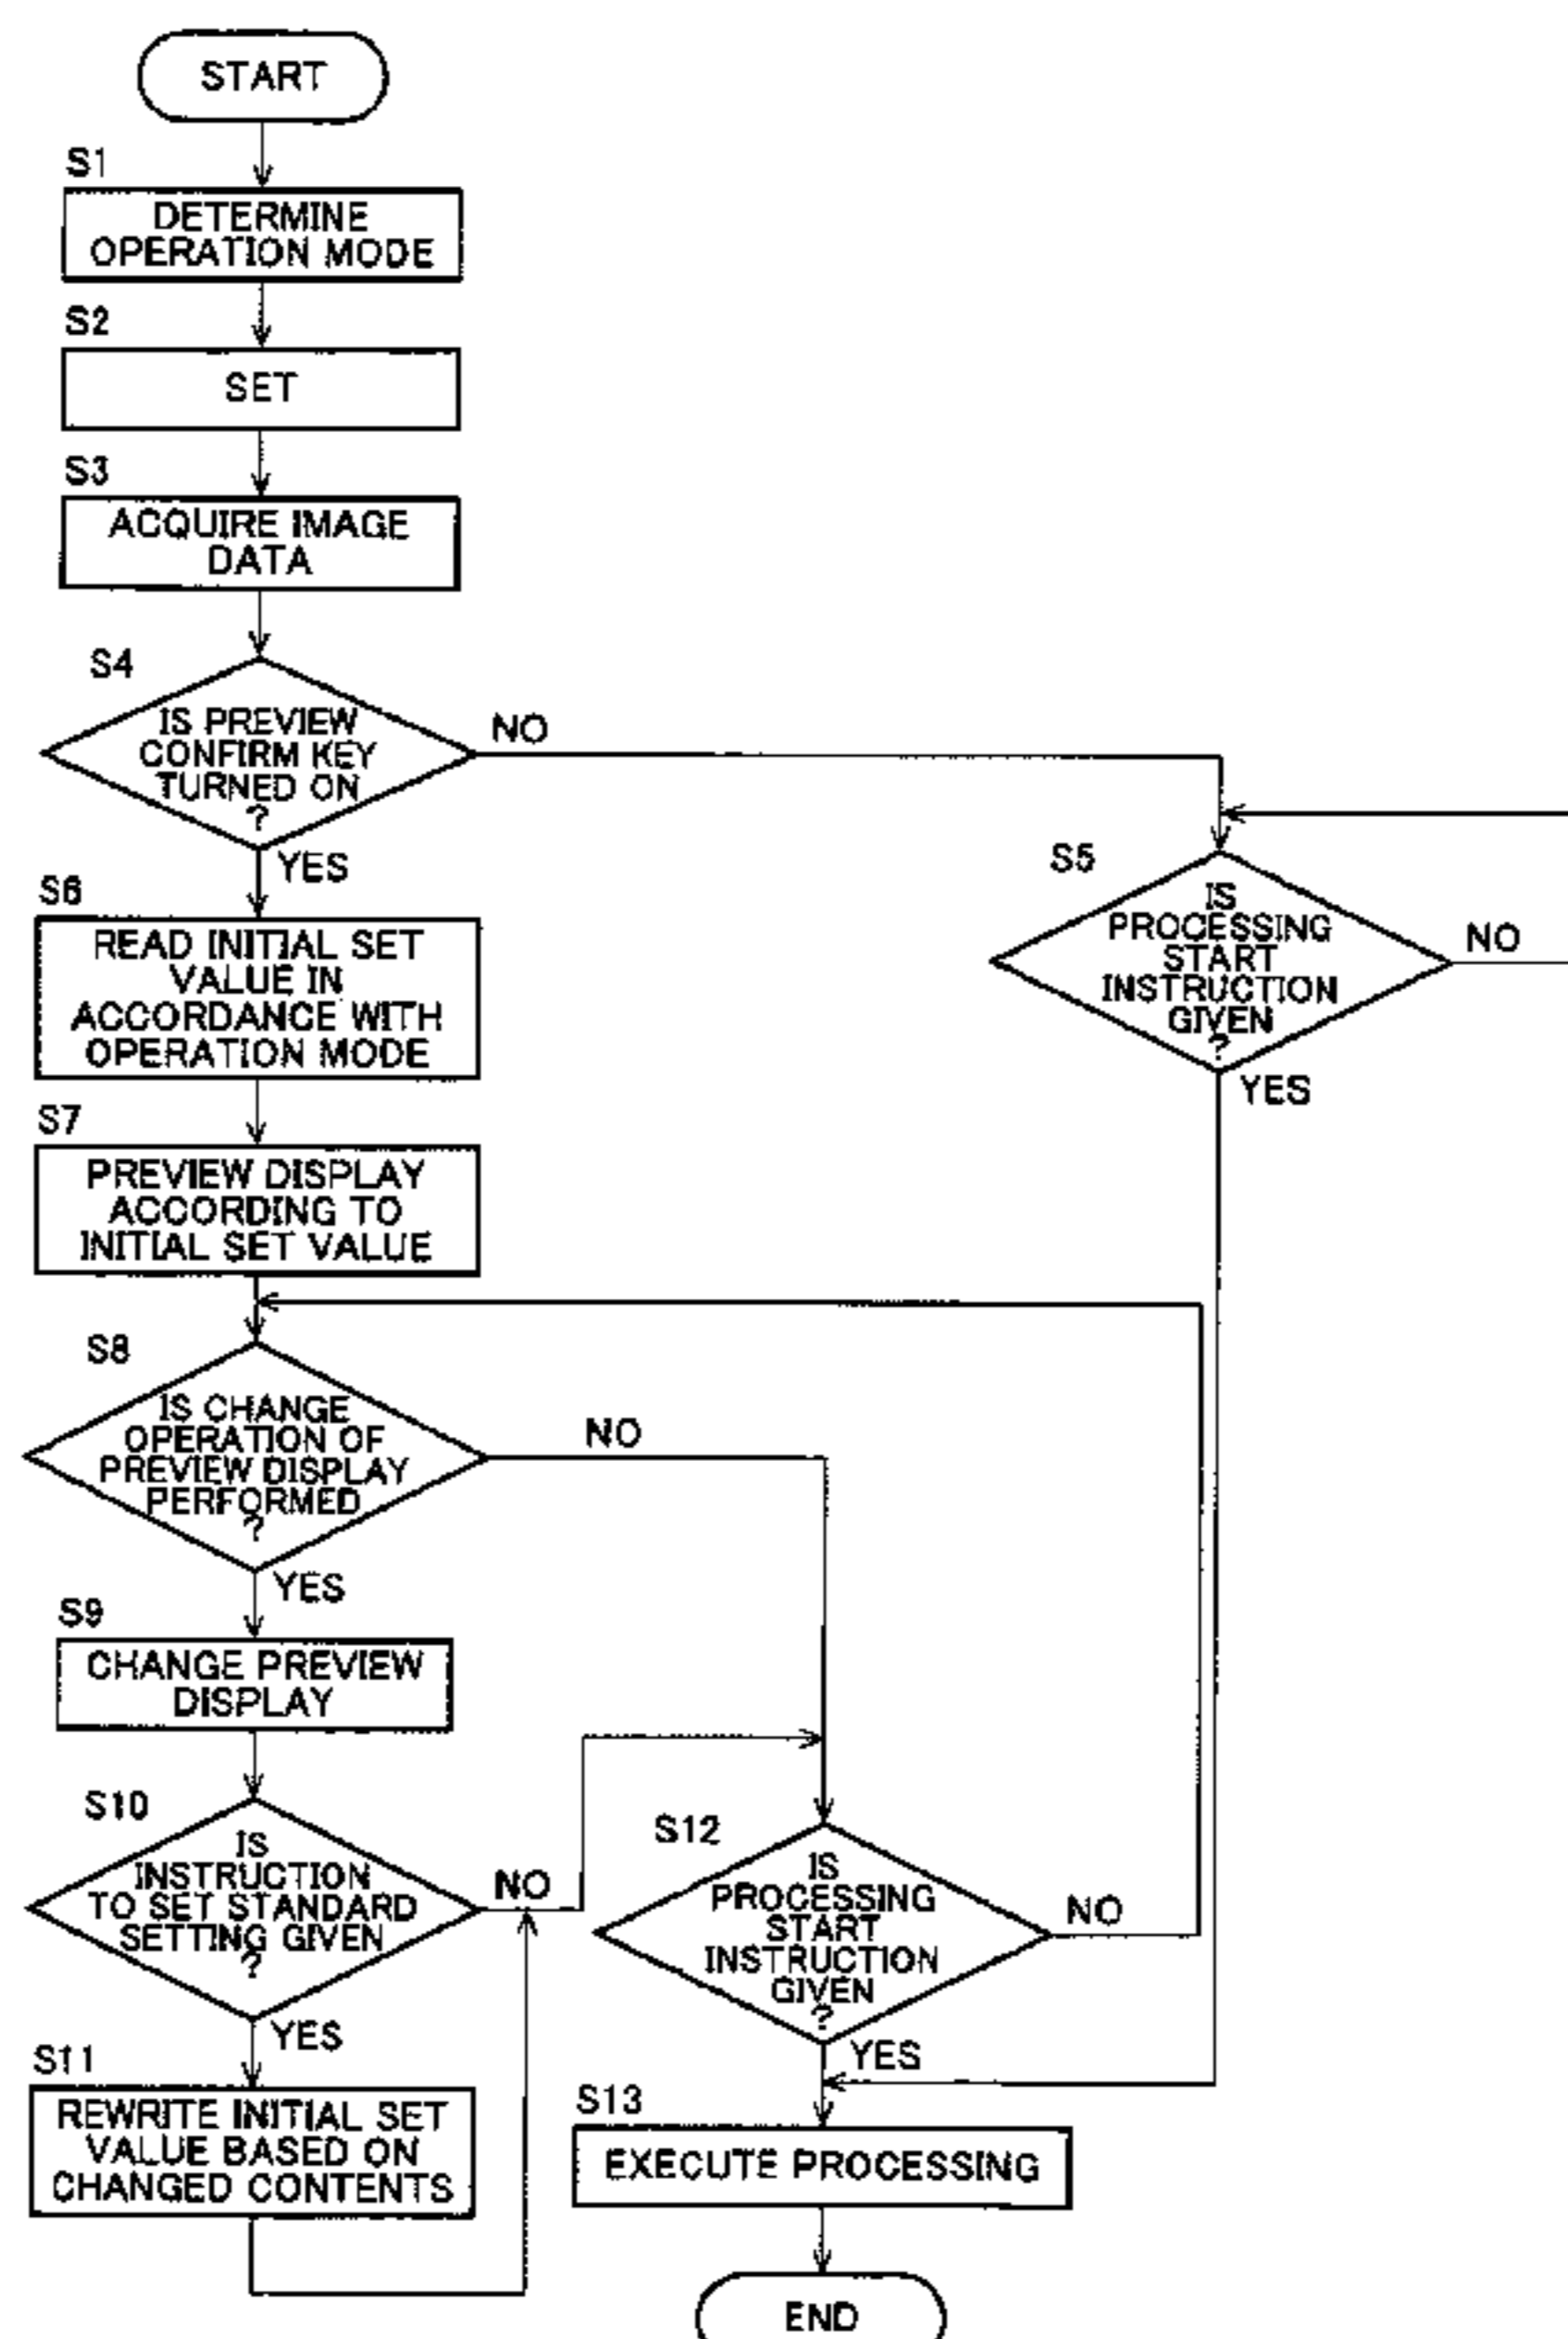 START
S1
DETERMINE
OPERATION MODE
S2
SET
S3
ACQUIRE IMAGE
DATA
S4
IS PREVIEW
CONFIRM KEY
TURNED ON
?
NO
YES
S5
IS
PROCESSING
START
INSTRUCTION
GIVEN
?
NO
YES
S6
READ INITIAL SET
VALUE IN
ACCORDANCE WITH
OPERATION MODE
S7
PREVIEW DISPLAY
ACCORDING TO
INITIAL SET VALUE
S8
IS CHANGE
OPERATION OF
PREVIEW DISPLAY
PERFORMED
?
NO
YES
S9
CHANGE PREVIEW
DISPLAY
S10
IS
INSTRUCTION
TO SET STANDARD
SETTING GIVEN
?
NO
YES
S11
REWRITE INITIAL SET
VALUE BASED ON
CHANGED CONTENTS
S12
IS
PROCESSING
START
INSTRUCTION
GIVEN
?
NO
YES
S13
EXECUTE PROCESSING
END